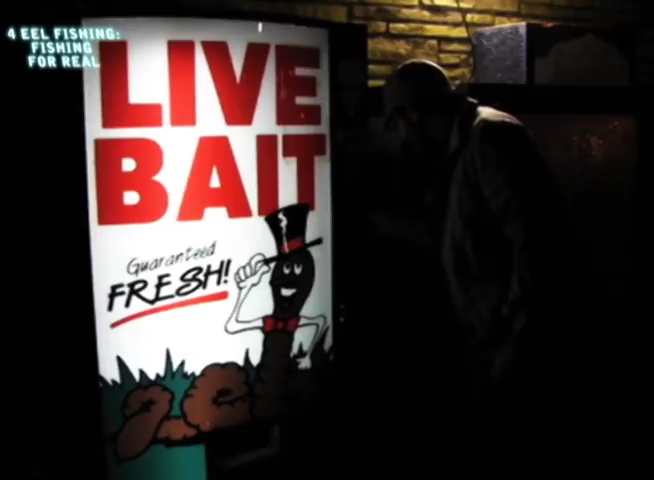 4 EEL FISHING:
FISHING
FOR REAL
LIVE
BAIT
Guaranteed
FRESH!